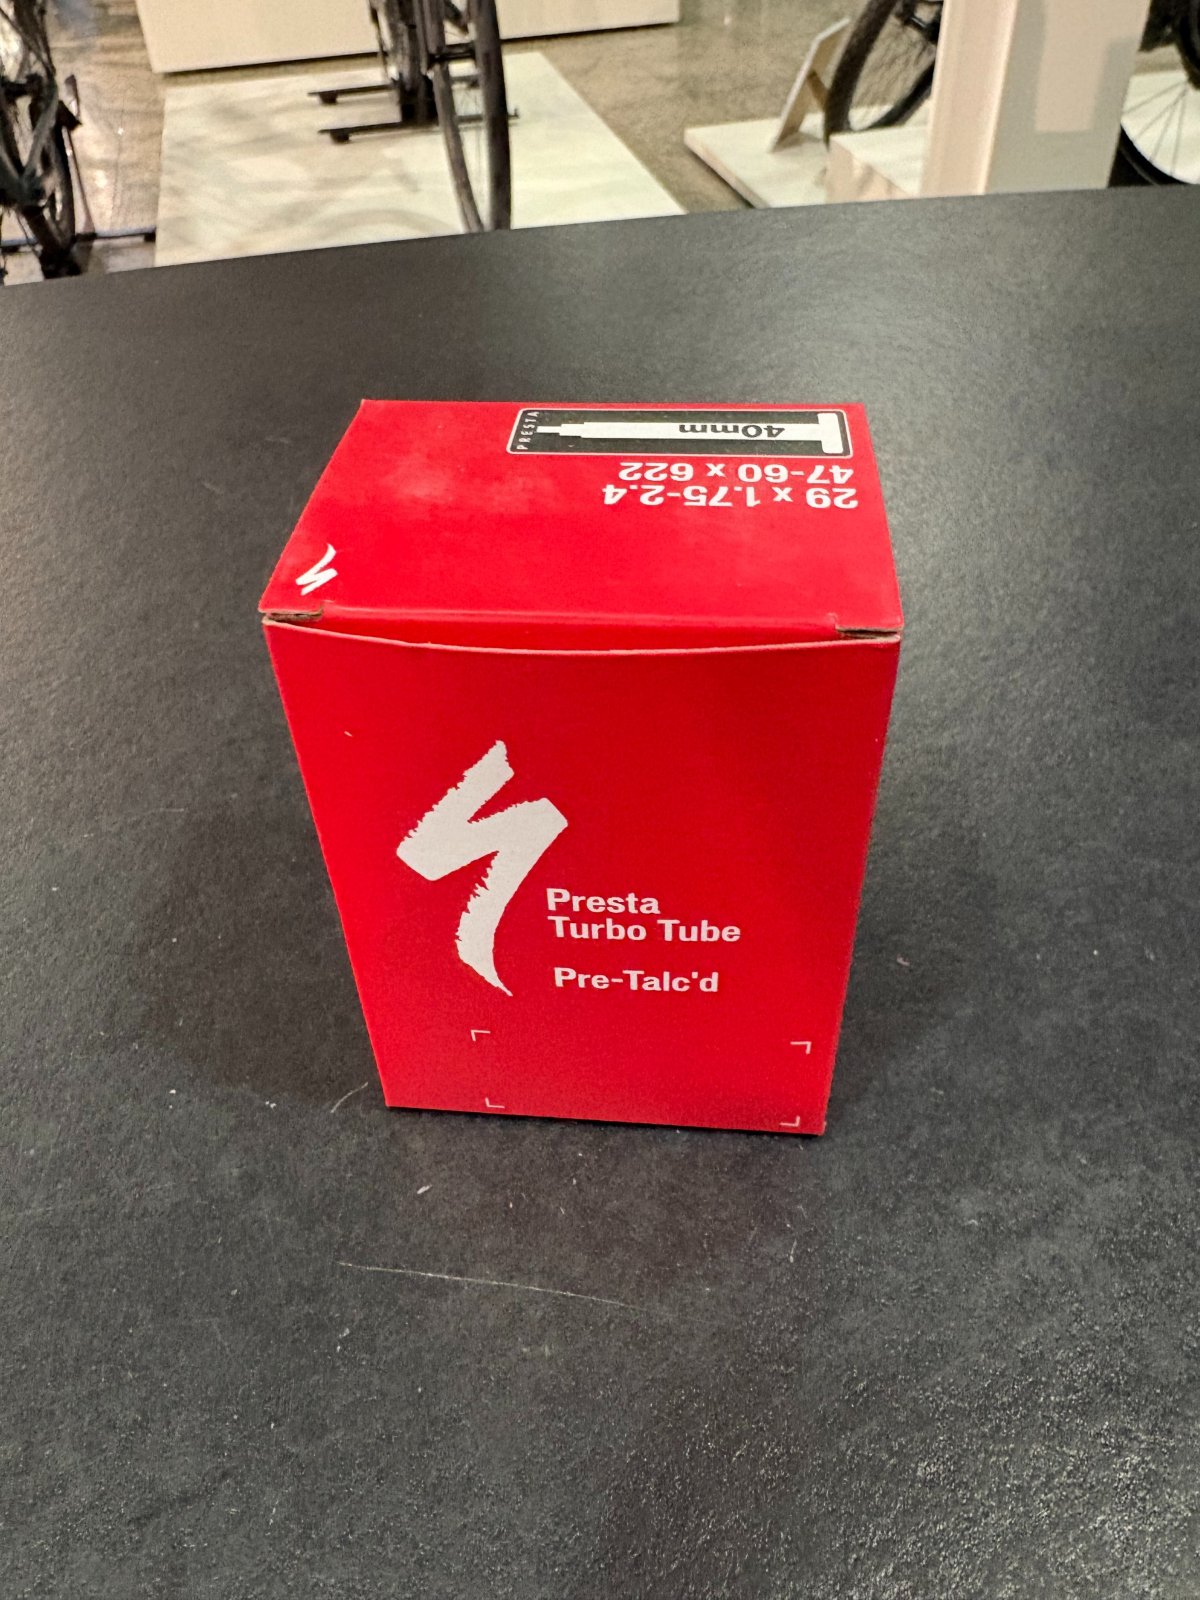 PRESTA
40mm
29 x 1.75-2.4
47-60 x 622
Presta
Turbo Tube
Pre-Talc'd